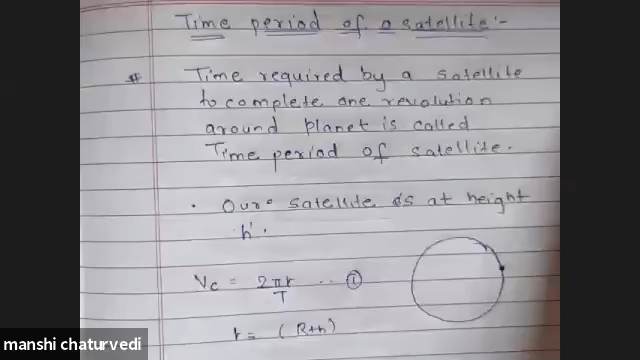 Time period of a satellite:-
# Time required by a satellite
to complete one revolution
around planet is called
Time period of satellite.
• Our satellite is at height
'h'.
Vc = 2πr / T ... ①
r = (R+h)
manshi chaturvedi